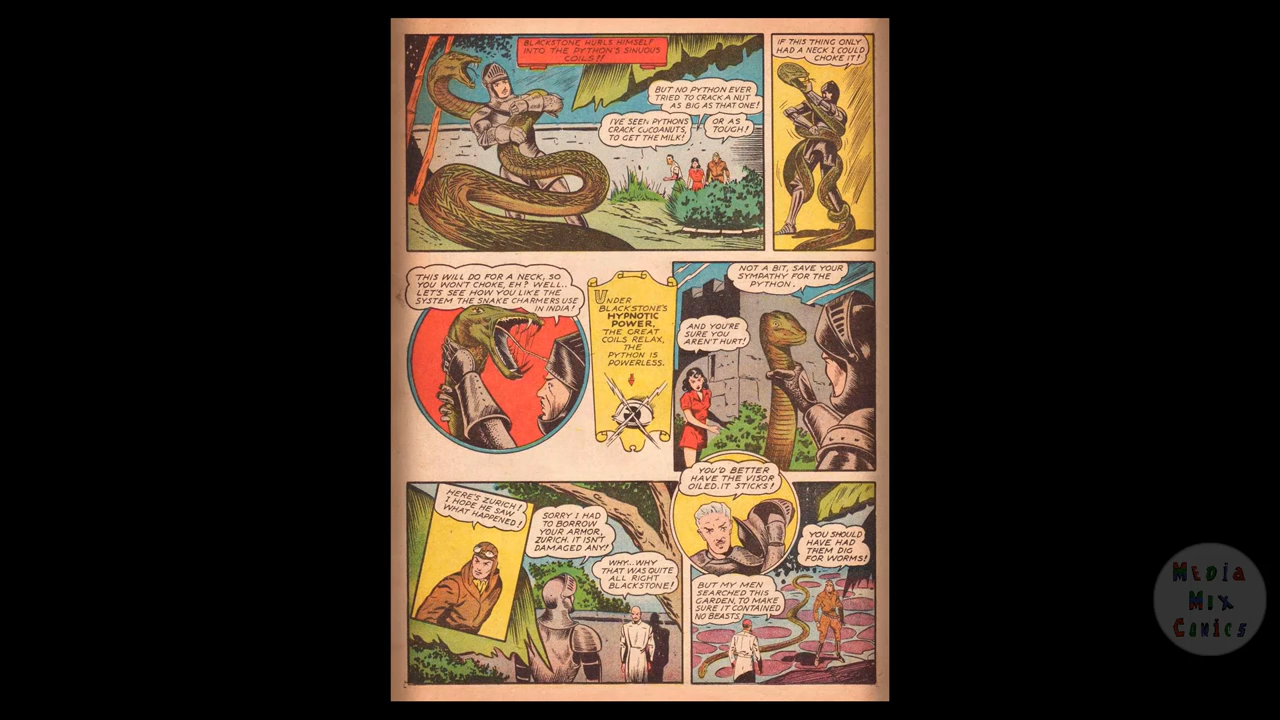 BLACKSTONE HURLS HIMSELF
INTO THE PYTHON'S SINUOUS
COILS!!
BUT NO PYTHON EVER
TRIED TO CRACK A NUT
AS BIG AS THAT ONE!
I'VE SEEN PYTHONS
CRACK COCOANUTS,
TO GET THE MILK!
OR AS
TOUGH!
IF THIS THING ONLY
HAD A NECK I COULD
CHOKE IT!
THIS WILL DO FOR A NECK, SO
YOU WON'T CHOKE, EH? WELL..
LET'S SEE HOW YOU LIKE THE
SYSTEM THE SNAKE CHARMERS USE
IN INDIA!
UNDER
BLACKSTONE'S
HYPNOTIC
POWER,
THE GREAT
COILS RELAX,
THE
PYTHON IS
POWERLESS.
NOT A BIT, SAVE YOUR
SYMPATHY FOR THE
PYTHON.
AND YOU'RE
SURE YOU
AREN'T HURT!
HERE'S ZURICH!
I HOPE HE SAW
WHAT HAPPENED!
SORRY I HAD
TO BORROW
YOUR ARMOR,
ZURICH. IT ISN'T
DAMAGED ANY!
WHY...WHY
THAT WAS QUITE
ALL RIGHT
BLACKSTONE!
YOU'D BETTER
HAVE THE VISOR
OILED. IT STICKS!
BUT MY MEN
SEARCHED THIS
GARDEN, TO MAKE
SURE IT CONTAINED
NO BEASTS.
YOU SHOULD
HAVE HAD
THEM DIG
FOR WORMS!
MEDIA
MIX
COMICS